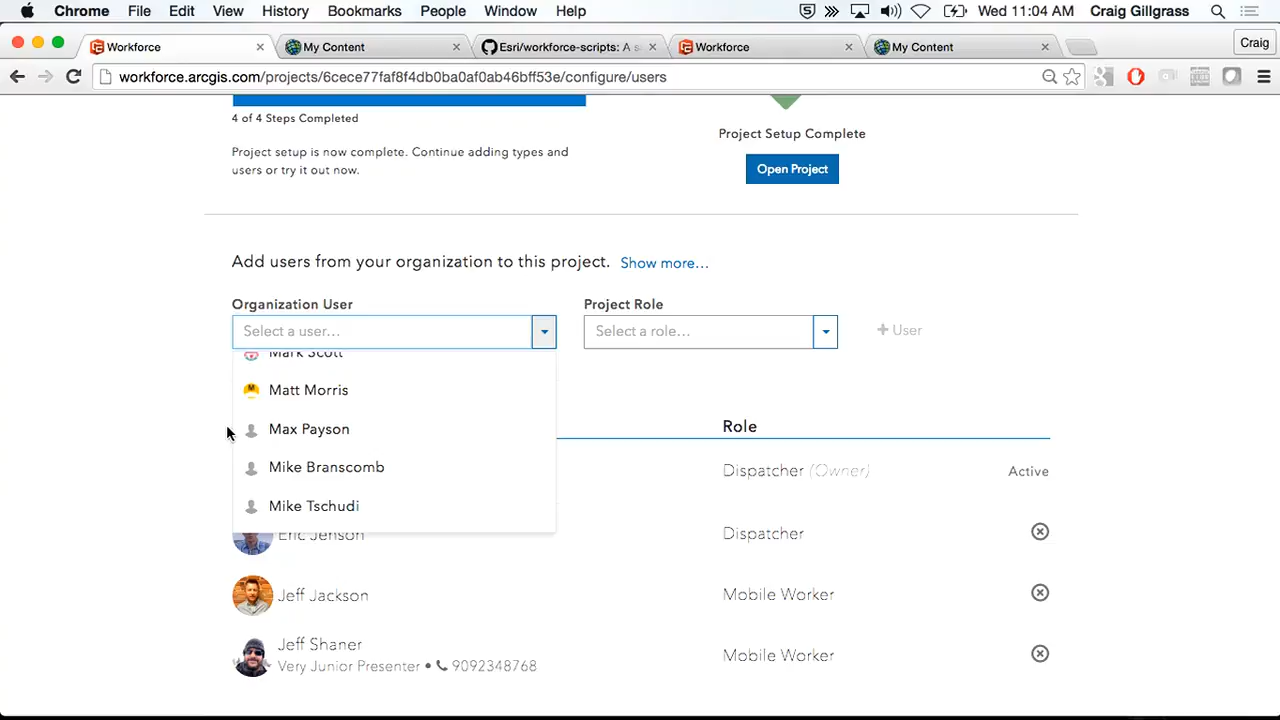 Chrome File Edit View History Bookmarks People Window Help Wed 11:04 AM Craig Gillgrass
Workforce My Content Esri/workforce-scripts: A s Workforce My Content Craig
workforce.arcgis.com/projects/6cece77faf8f4db0ba0af0ab46bff53e/configure/users
4 of 4 Steps Completed
Project Setup Complete
Project setup is now complete. Continue adding types and
users or try it out now.
Open Project
Add users from your organization to this project. Show more...
Organization User Project Role
Select a user... Select a role... + User
Mark Scott
Matt Morris
Max Payson
Mike Branscomb
Mike Tschudi
Role
Dispatcher (Owner) Active
Eric Jenson Dispatcher
Jeff Jackson Mobile Worker
Jeff Shaner
Very Junior Presenter • 9092348768 Mobile Worker